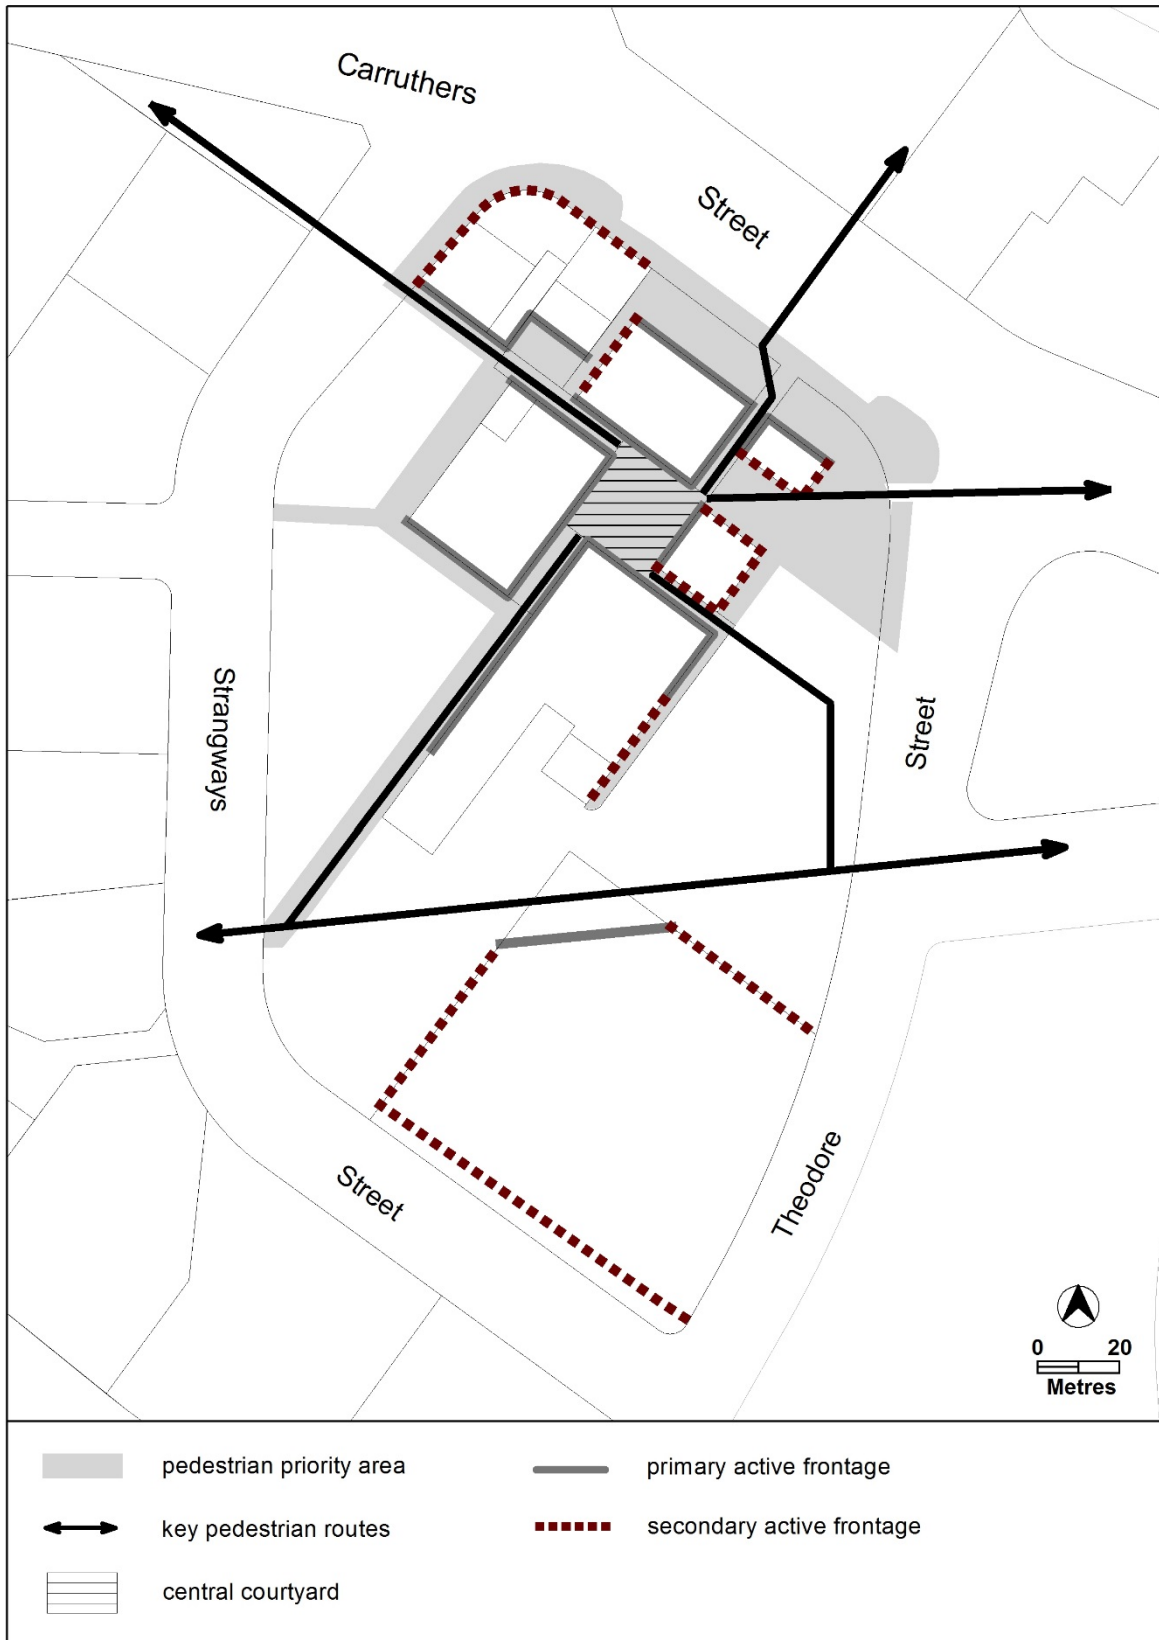 Carruthers
Street
Strangways
Street
Street
Theodore
0 20
Metres
pedestrian priority area
primary active frontage
key pedestrian routes
secondary active frontage
central courtyard